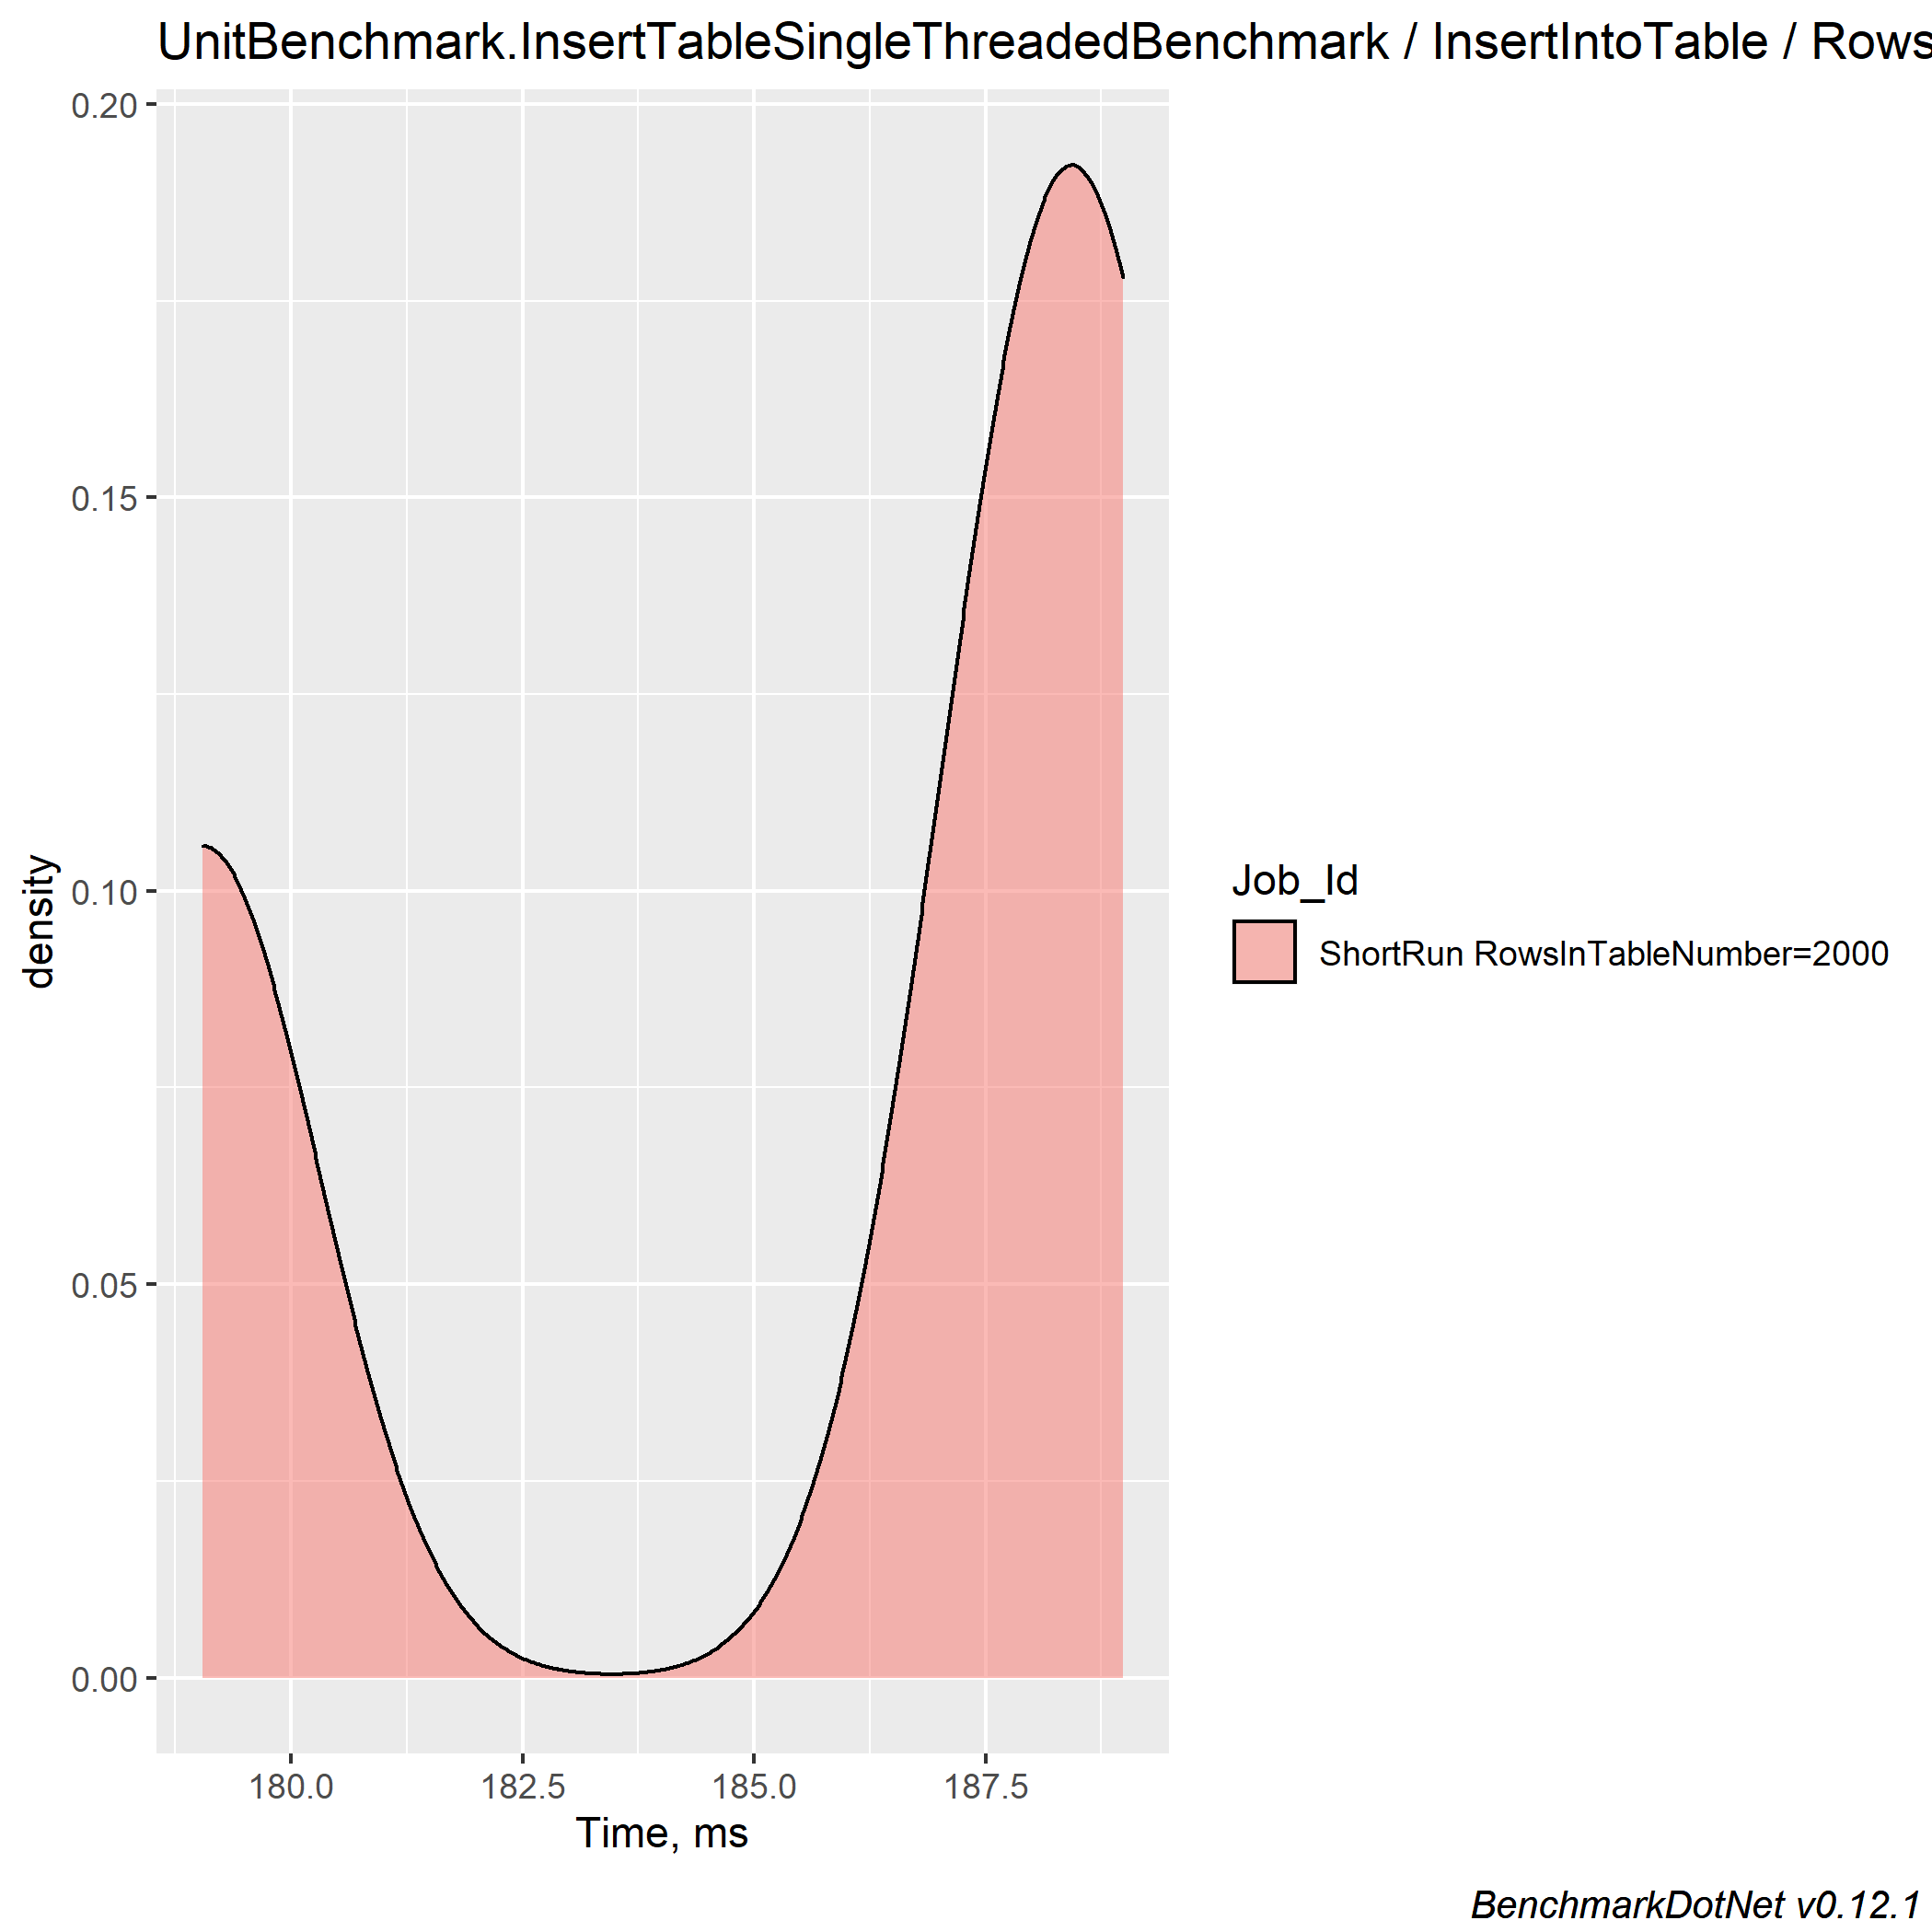 UnitBenchmark.InsertTableSingleThreadedBenchmark / InsertIntoTable / Rows
0.20
0.15
0.10
0.05
0.00
density
180.0 182.5 185.0 187.5
Time, ms
Job_Id
ShortRun RowsInTableNumber=2000
BenchmarkDotNet v0.12.1